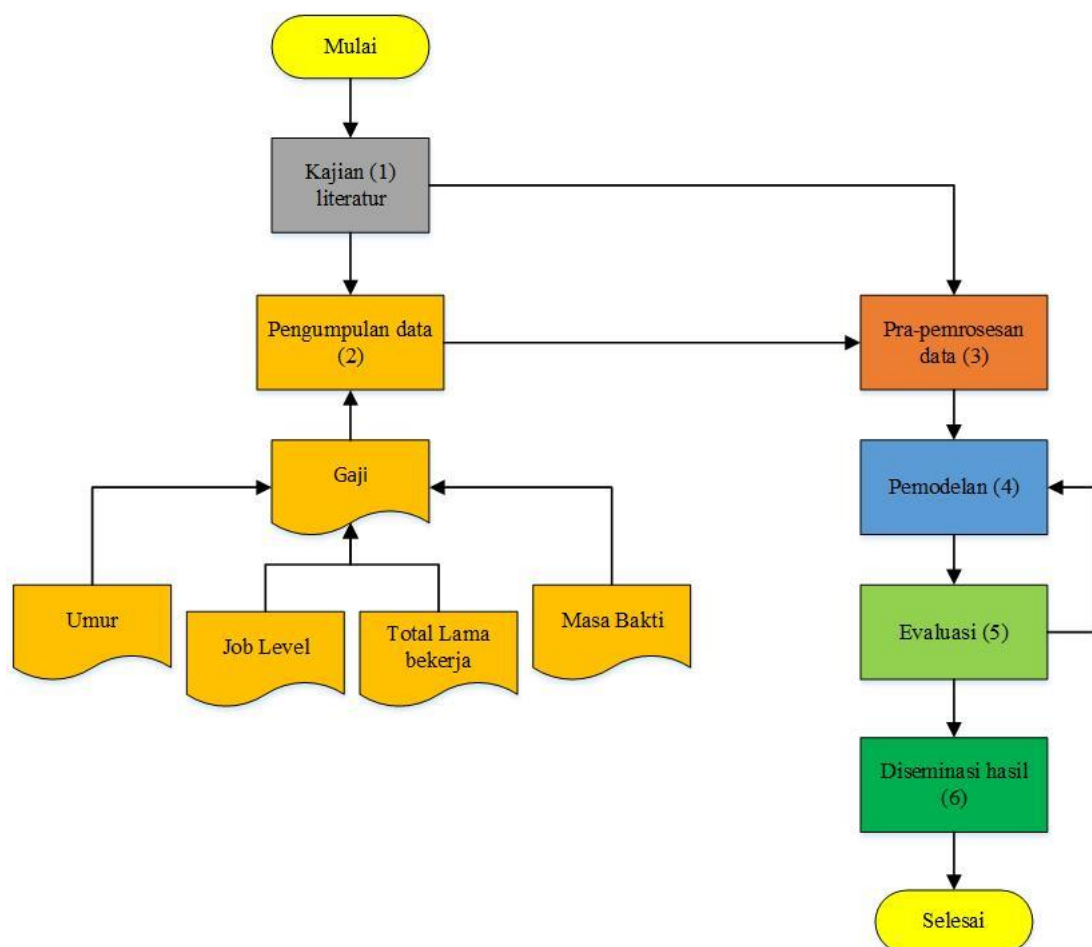 Mulai
Kajian (1)
literatur
Pengumpulan data
(2)
Pra-pemrosesan
data (3)
Gaji
Pemodelan (4)
Umur
Job Level
Total Lama
bekerja
Masa Bakti
Evaluasi (5)
Diseminasi hasil
(6)
Selesai